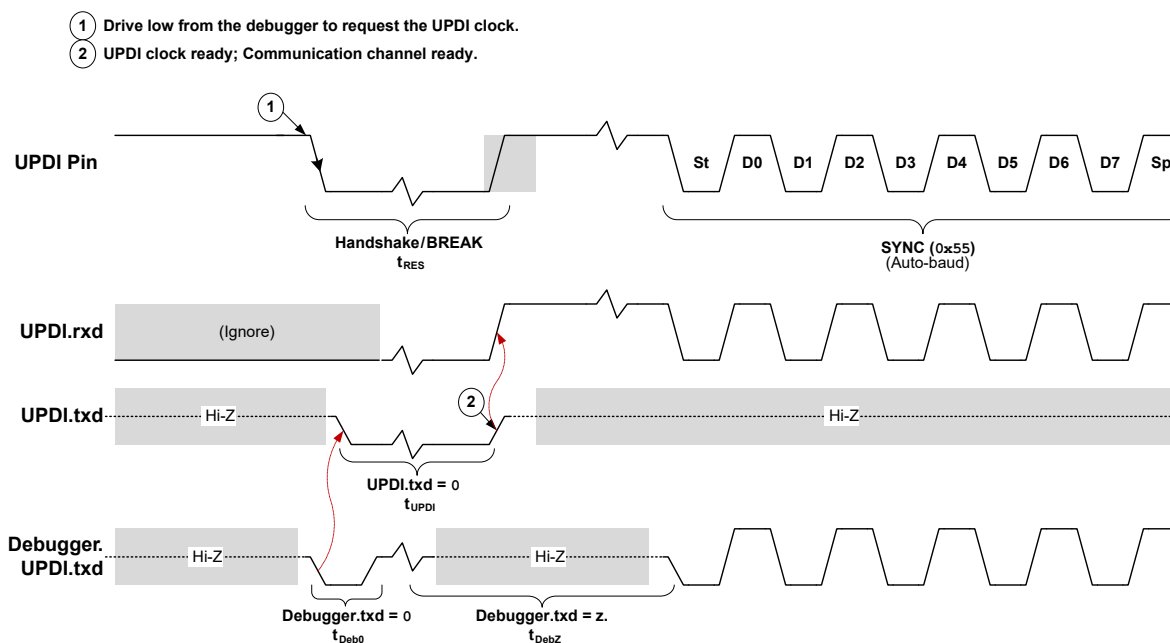 1 Drive low from the debugger to request the UPDI clock.
2 UPDI clock ready; Communication channel ready.
1
UPDI Pin
St D0 D1 D2 D3 D4 D5 D6 D7 Sp
Handshake/BREAK
tRES
SYNC (0x55)
(Auto-baud)
UPDI.rxd
(Ignore)
UPDI.txd
Hi-Z
2
Hi-Z
UPDI.txd = 0
tUPDI
Debugger.
UPDI.txd
Hi-Z
Hi-Z
Debugger.txd = 0
tDeb0
Debugger.txd = z.
tDebZ